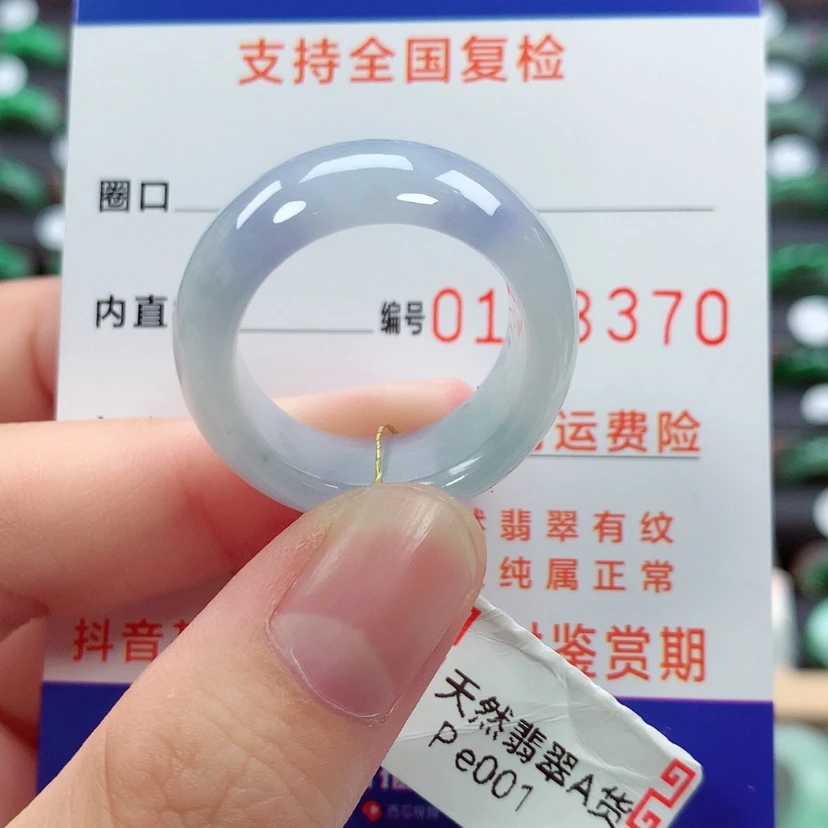 支持全国复检
圈口
内直
编号01 3370
运费险
翡翠有纹
纯属正常
抖音
鉴赏期
天然翡翠A货
Pe001